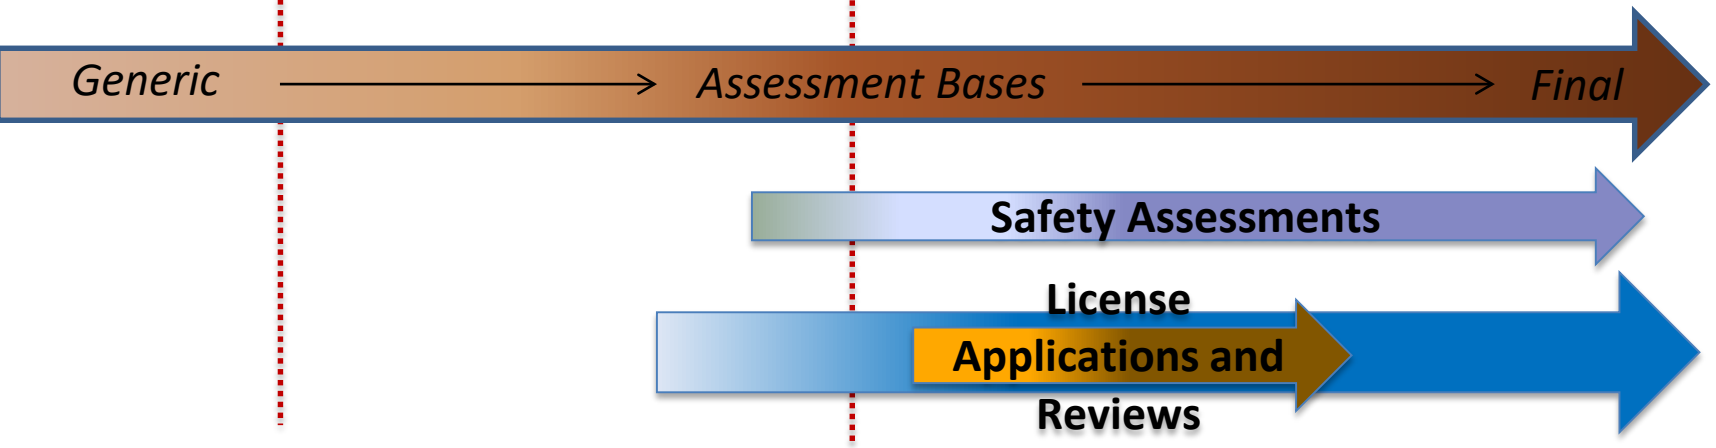 Generic
Assessment Bases
Final
Safety Assessments
License
Applications and
Reviews